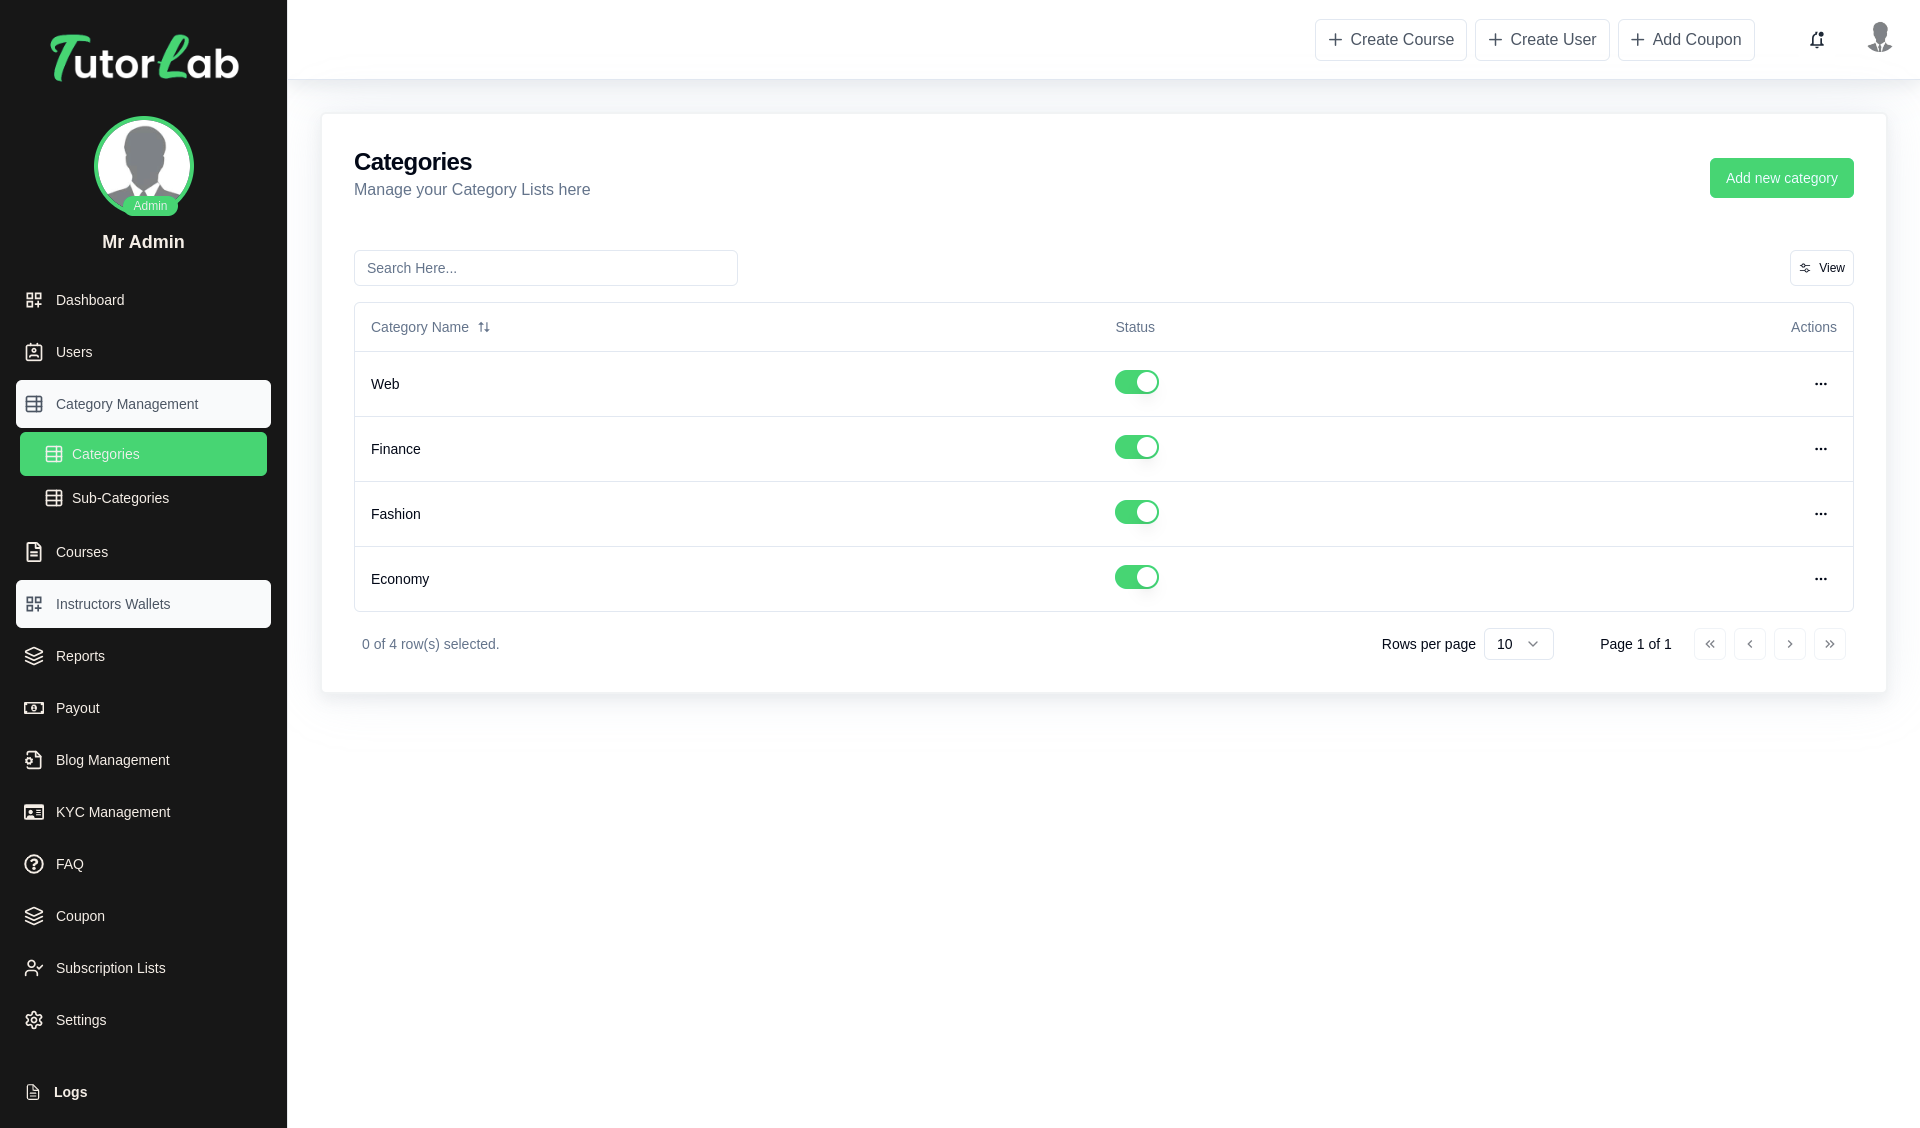 TutorLab
Admin
Mr Admin
Dashboard
Users
Category Management
Categories
Sub-Categories
Courses
Instructors Wallets
Reports
Payout
Blog Management
KYC Management
FAQ
Coupon
Subscription Lists
Settings
Logs
Create Course
Create User
Add Coupon
Categories
Manage your Category Lists here
Add new category
Search Here...
View
Category Name Status Actions
Web
Finance
Fashion
Economy
0 of 4 row(s) selected.
Rows per page 10 Page 1 of 1